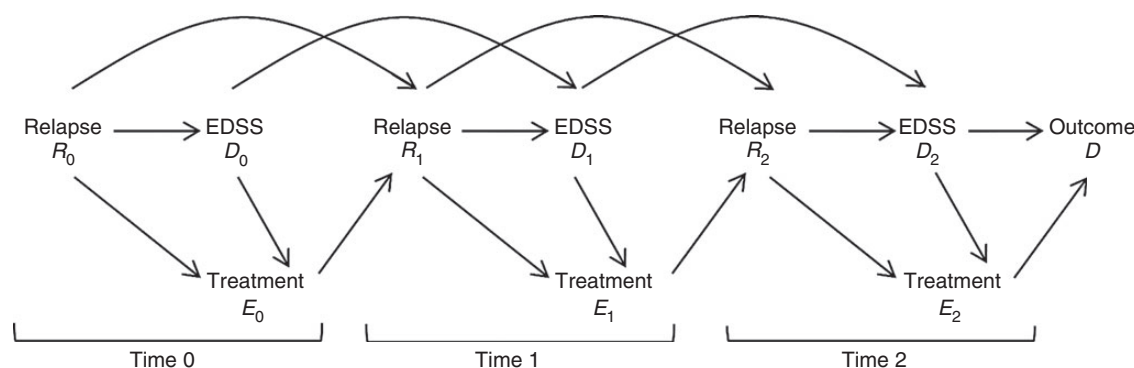 Relapse EDSS Relapse EDSS Relapse EDSS Outcome
R0 D0 R1 D1 R2 D2 D
Treatment Treatment Treatment
E0 E1 E2
Time 0 Time 1 Time 2